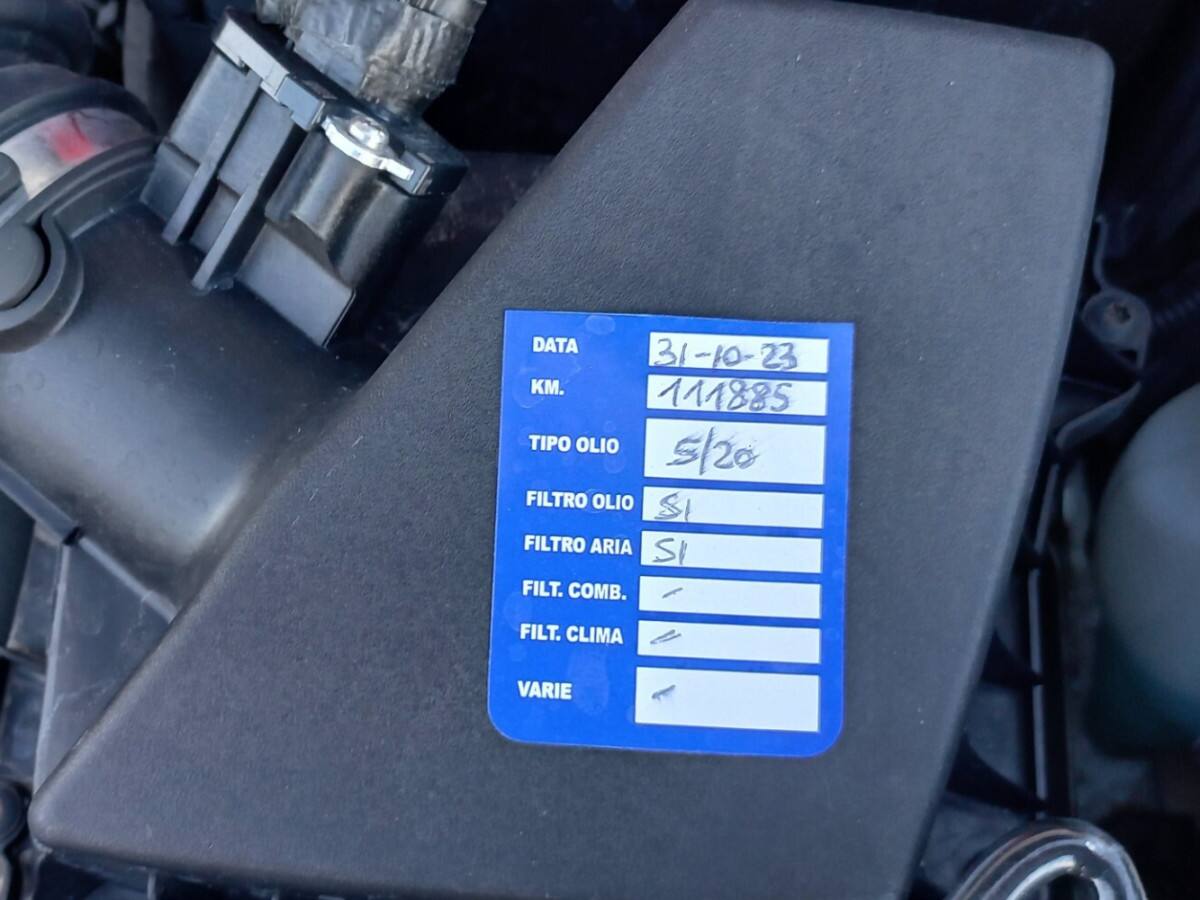 DATA 31-10-23
KM. 111885
TIPO OLIO 5/20
FILTRO OLIO SI
FILTRO ARIA SI
FILT. COMB. -
FILT. CLIMA -
VARIE -